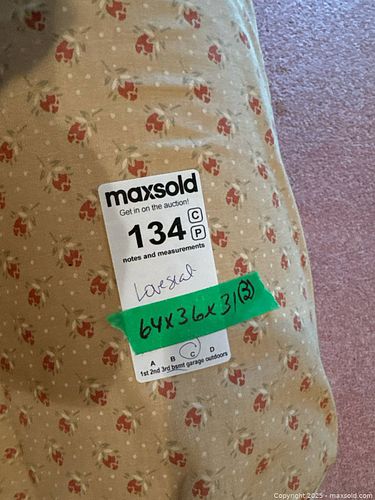 maxsold
Get in on the auction!
134 C
P
notes and measurements
Loveseat
64x36x31(2)
A B C D
1st 2nd 3rd bsmt garage outdoors
Copyright 2025 - maxsold.com